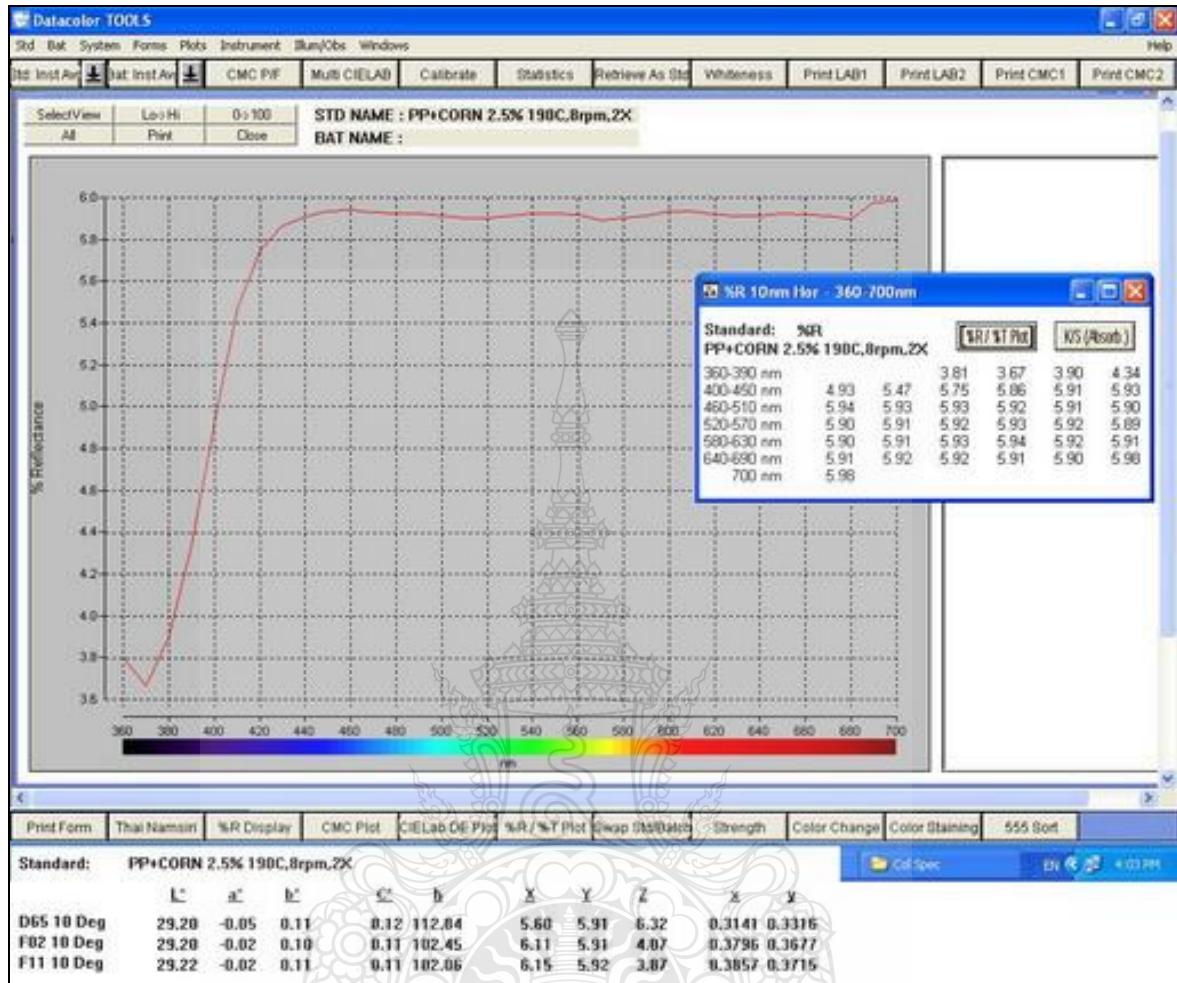 Datacolor TOOLS
Std Bat System Forms Plots Instrument Illum/Obs Windows Help
Std: Inst Av Bat: Inst Av CMC P/F Multi CIELAB Calibrate Statistics Retrieve As Std Whiteness Print LAB1 Print LAB2 Print CMC1 Print CMC2
SelectView Lo->Hi 0->100 STD NAME : PP+CORN 2.5% 190C,8rpm,2X
All Print Close BAT NAME :
6.0
5.8
5.6
5.4
5.2
5.0
4.8
4.6
4.4
4.2
4.0
3.8
3.6
% Reflectance
360 380 400 420 440 460 480 500 520 540 560 580 600 620 640 660 680 700
nm
%R 10nm Hor - 360-700nm
Standard: %R %R / %T Plot K/S (Absorb.)
PP+CORN 2.5% 190C,8rpm,2X
360-390 nm 3.81 3.67 3.90 4.34
400-450 nm 4.93 5.47 5.75 5.86 5.91 5.93
460-510 nm 5.94 5.93 5.93 5.92 5.91 5.90
520-570 nm 5.90 5.91 5.92 5.93 5.92 5.89
580-630 nm 5.90 5.91 5.93 5.94 5.92 5.91
640-690 nm 5.91 5.92 5.92 5.91 5.90 5.98
700 nm 5.98
Print Form Thai Namsiri %R Display CMC Plot CIELab DE Plot %R / %T Plot Swap Std/Batch Strength Color Change Color Staining 555 Sort
Col Spec EN 4:03 PM
Standard: PP+CORN 2.5% 190C,8rpm,2X
L* a* b* C* h X Y Z x y
D65 10 Deg 29.20 -0.05 0.11 0.12 112.84 5.60 5.91 6.32 0.3141 0.3316
F02 10 Deg 29.20 -0.02 0.10 0.11 102.45 6.11 5.91 4.07 0.3796 0.3677
F11 10 Deg 29.22 -0.02 0.11 0.11 102.06 6.15 5.92 3.87 0.3857 0.3715